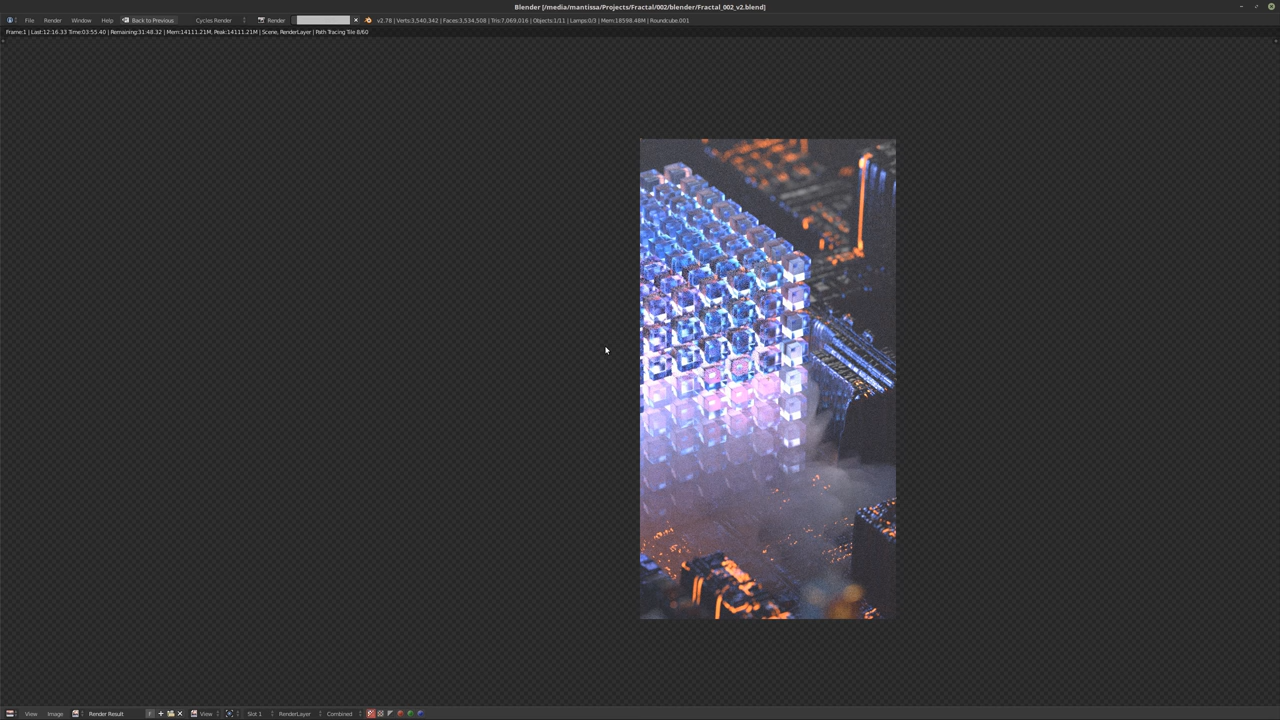 Blender [/media/mantissa/Projects/Fractal/002/blender/Fractal_002_v2.blend]
File Render Window Help Back to Previous Cycles Render Render v2.78 | Verts:3,540,342 | Faces:3,534,508 | Tris:7,069,016 | Objects:1/11 | Lamps:0/3 | Mem:18598.48M | Roundcube.001
Frame:1 | Last:12:16.33 Time:03:55.40 | Remaining:31:48.32 | Mem:14111.21M, Peak:14111.21M | Scene, RenderLayer | Path Tracing Tile 8/60
View Image Render Result F View Slot 1 RenderLayer Combined